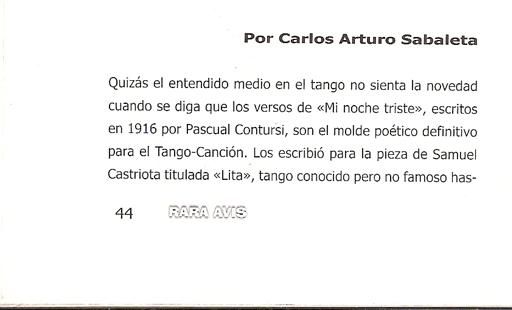 Por Carlos Arturo Sabaleta
Quizás el entendido medio en el tango no sienta la novedad
cuando se diga que los versos de «Mi noche triste», escritos
en 1916 por Pascual Contursi, son el molde poético definitivo
para el Tango-Canción. Los escribió para la pieza de Samuel
Castriota titulada «Lita», tango conocido pero no famoso has-
44 RARA AVIS